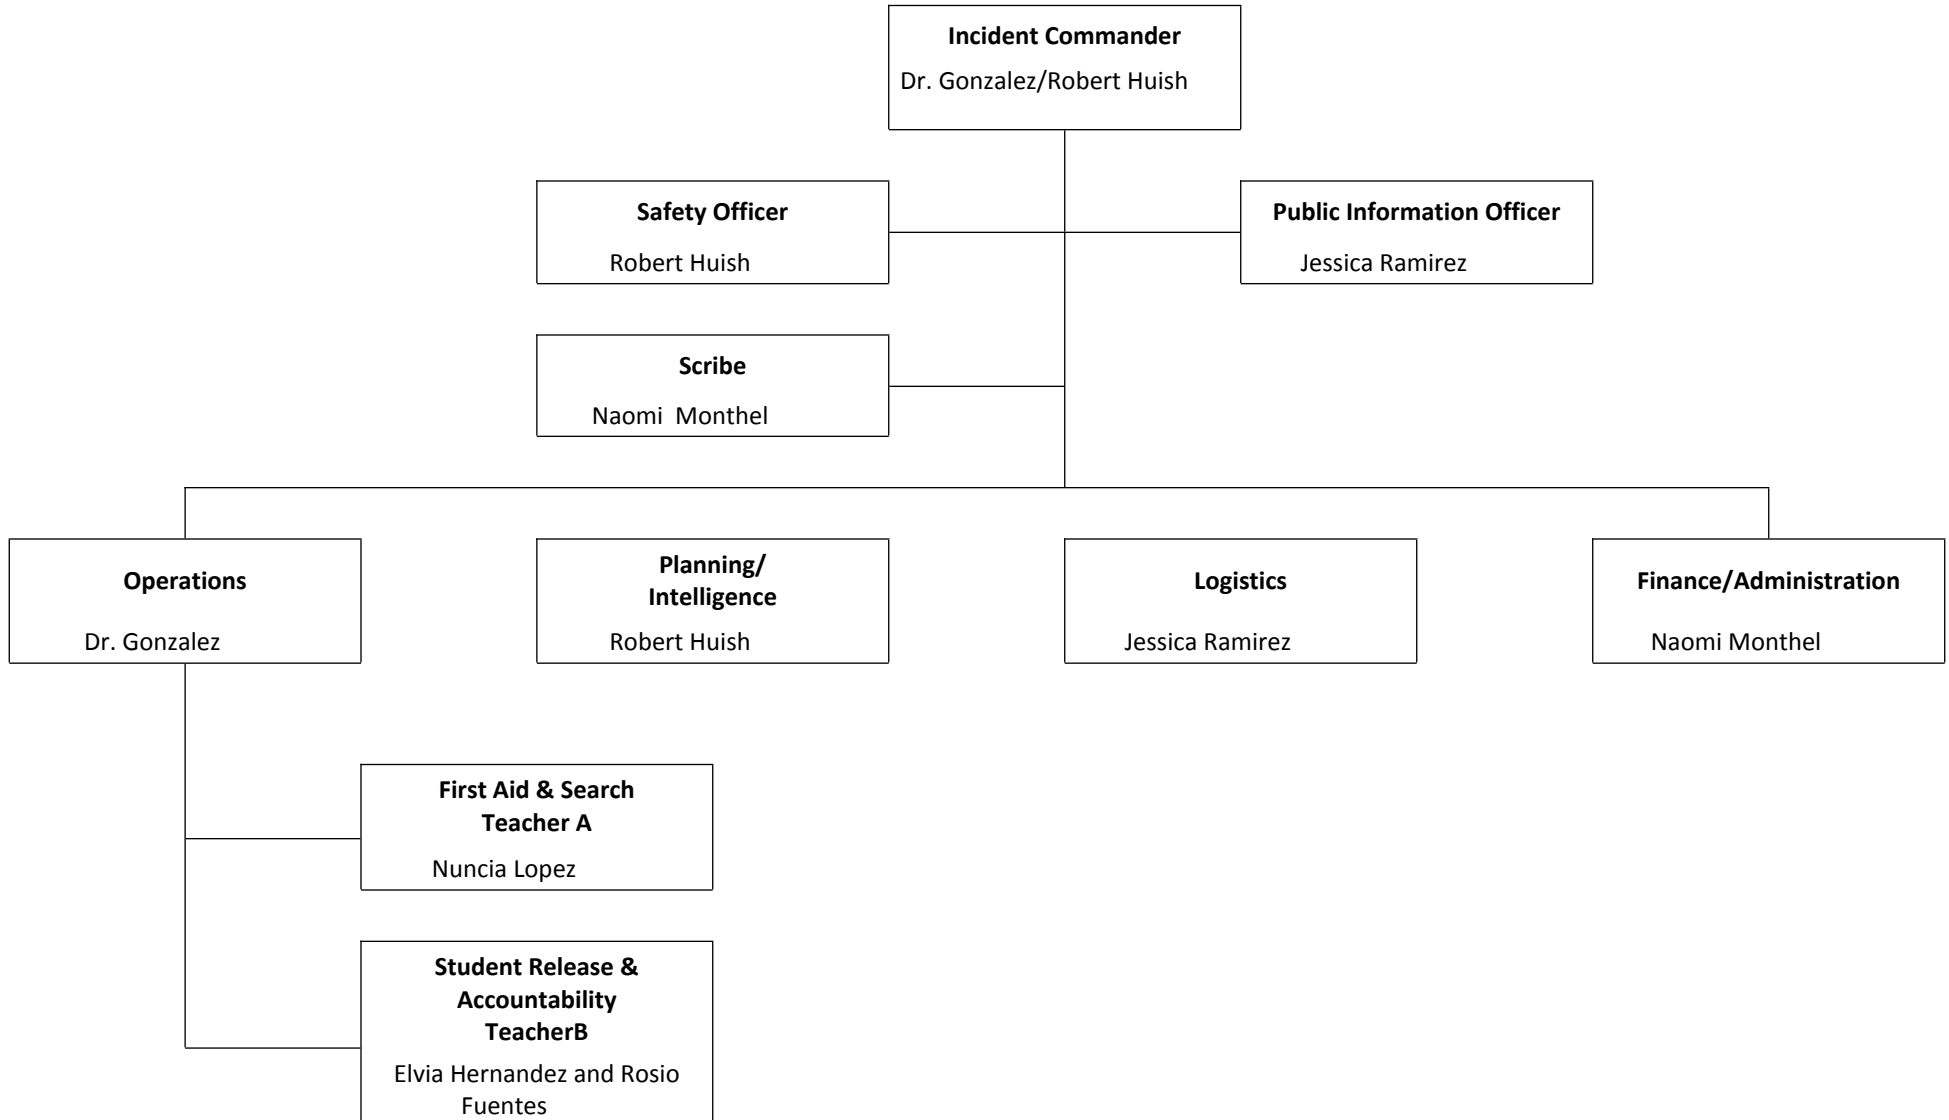 Incident Commander
Dr. Gonzalez/Robert Huish
Safety Officer
Robert Huish
Public Information Officer
Jessica Ramirez
Scribe
Naomi  Monthel
Operations
Dr. Gonzalez
Planning/
Intelligence
Robert Huish
Logistics
Jessica Ramirez
Finance/Administration
Naomi Monthel
First Aid & Search
Teacher A
Nuncia Lopez
Student Release &
Accountability
TeacherB
Elvia Hernandez and Rosio
Fuentes